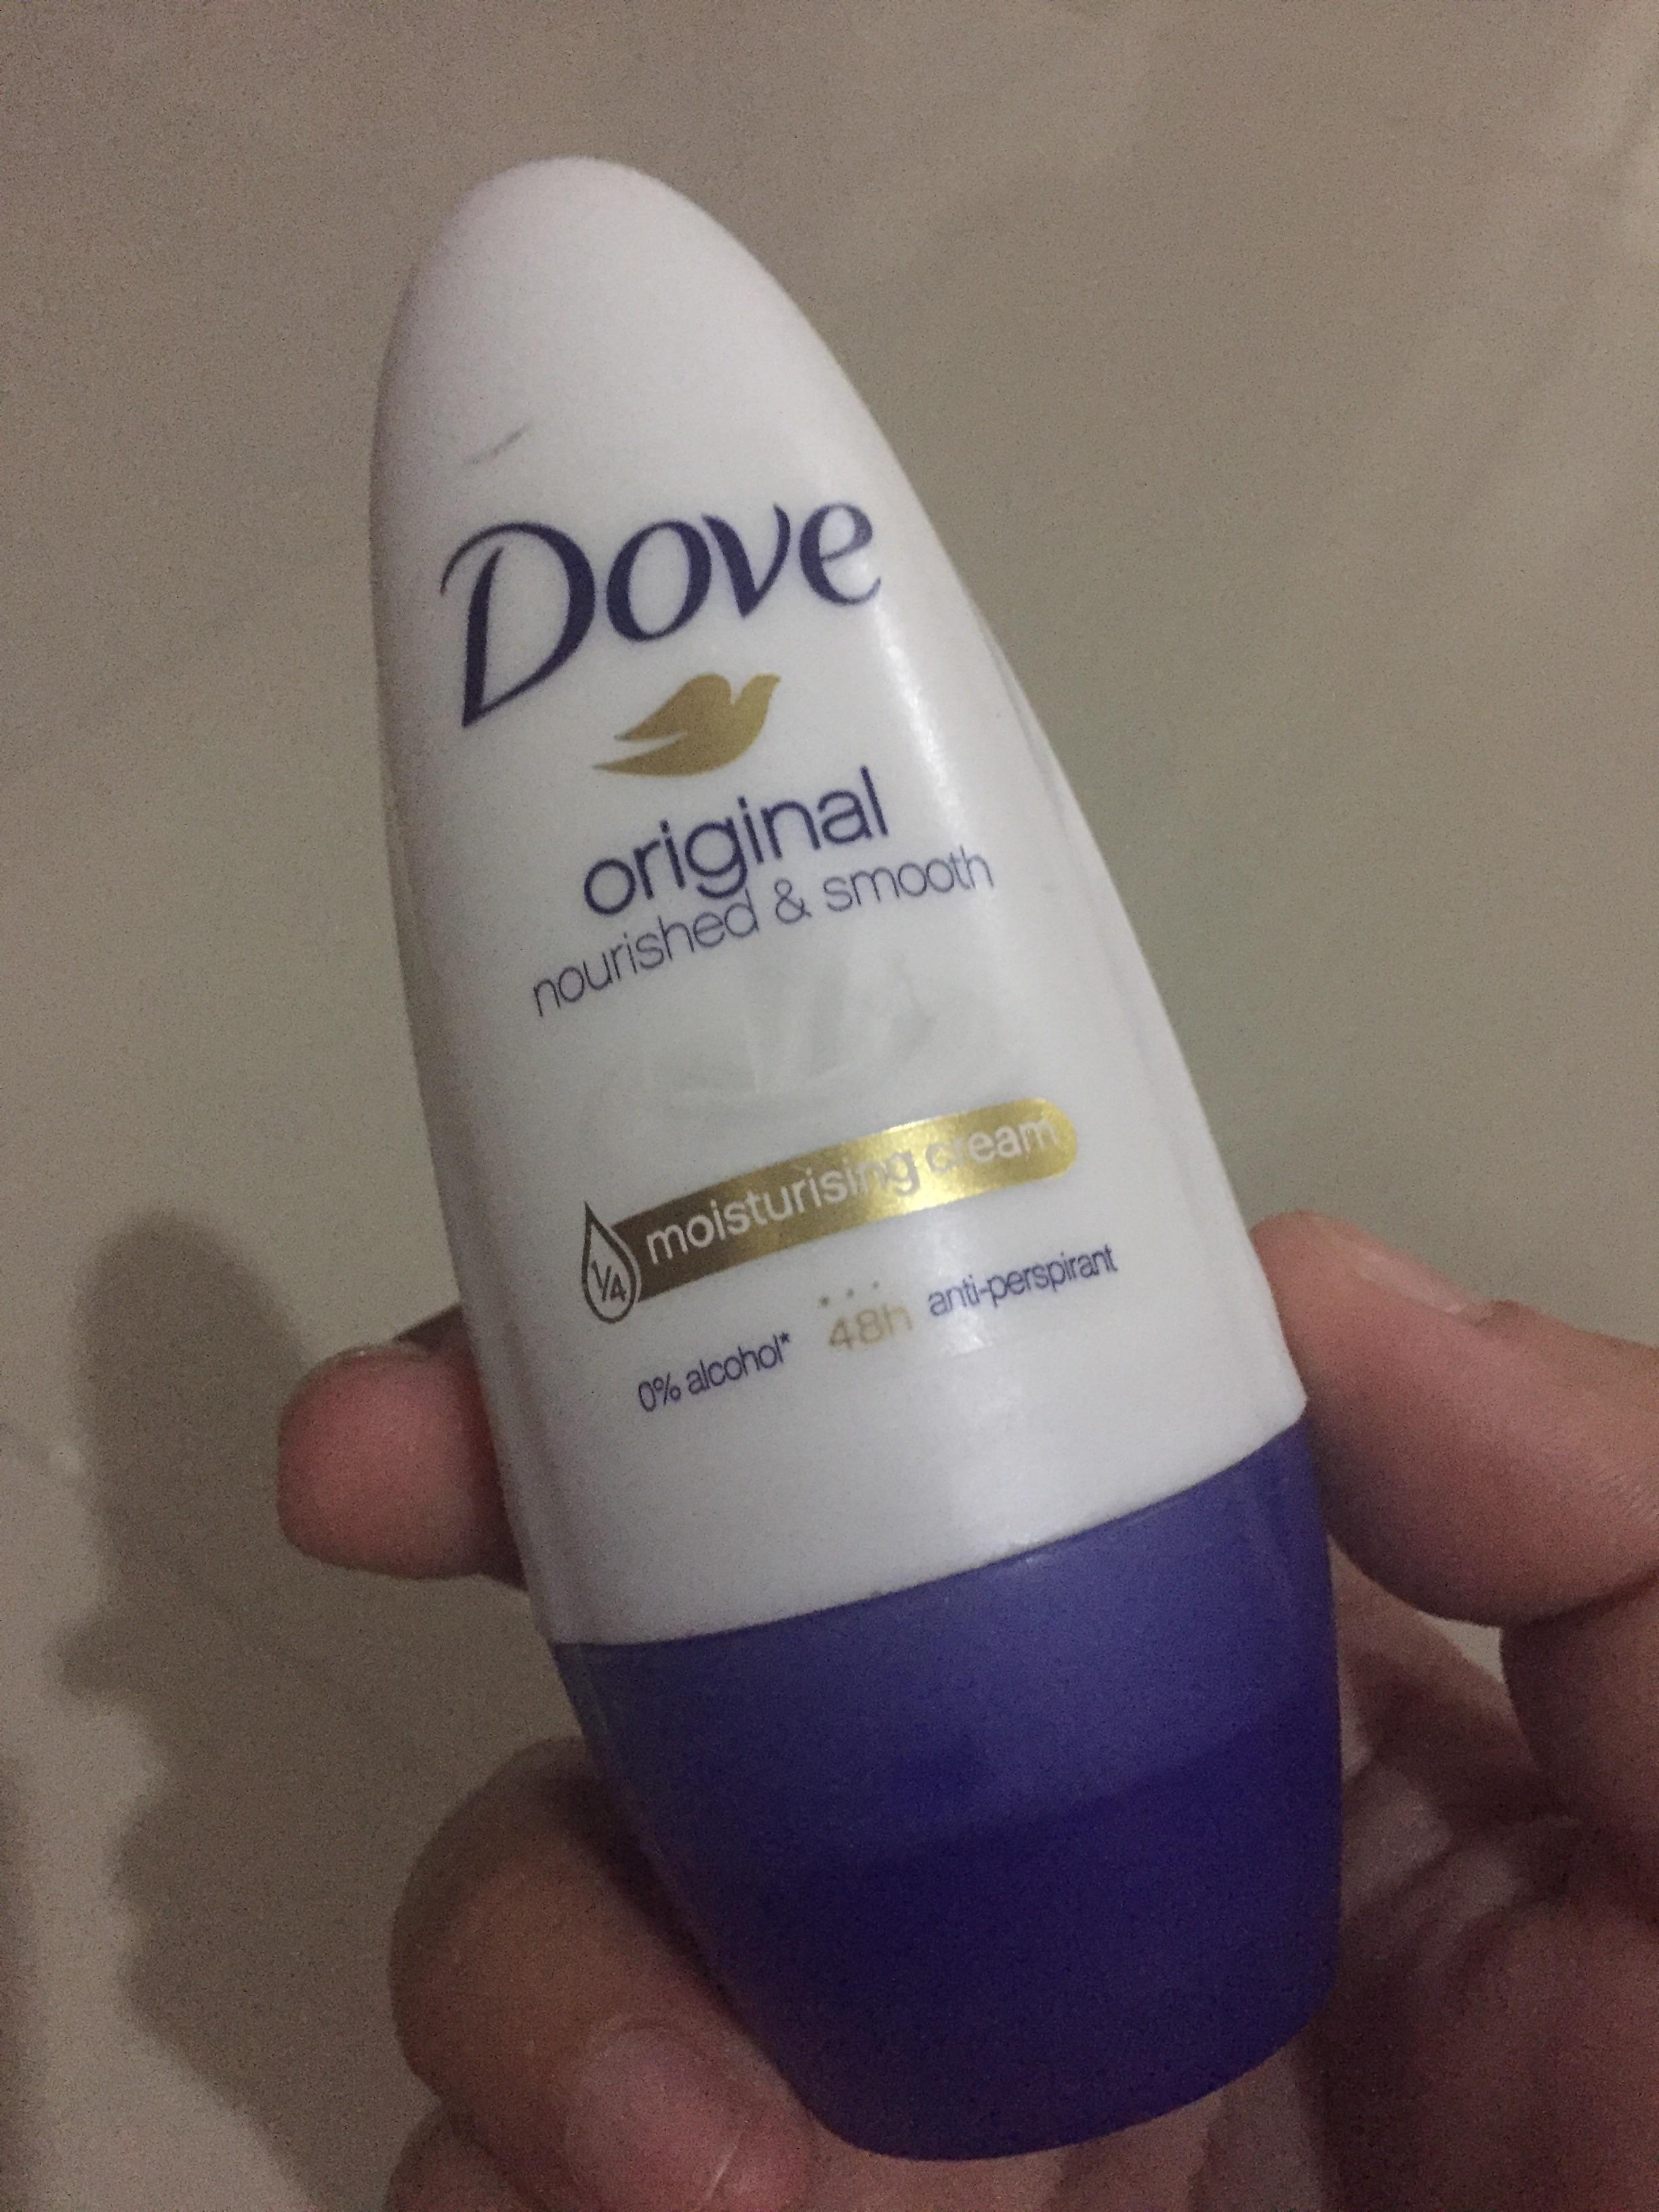 Dove
original
nourished & smooth
1/4 moisturising cream
0% alcohol* 48h anti-perspirant